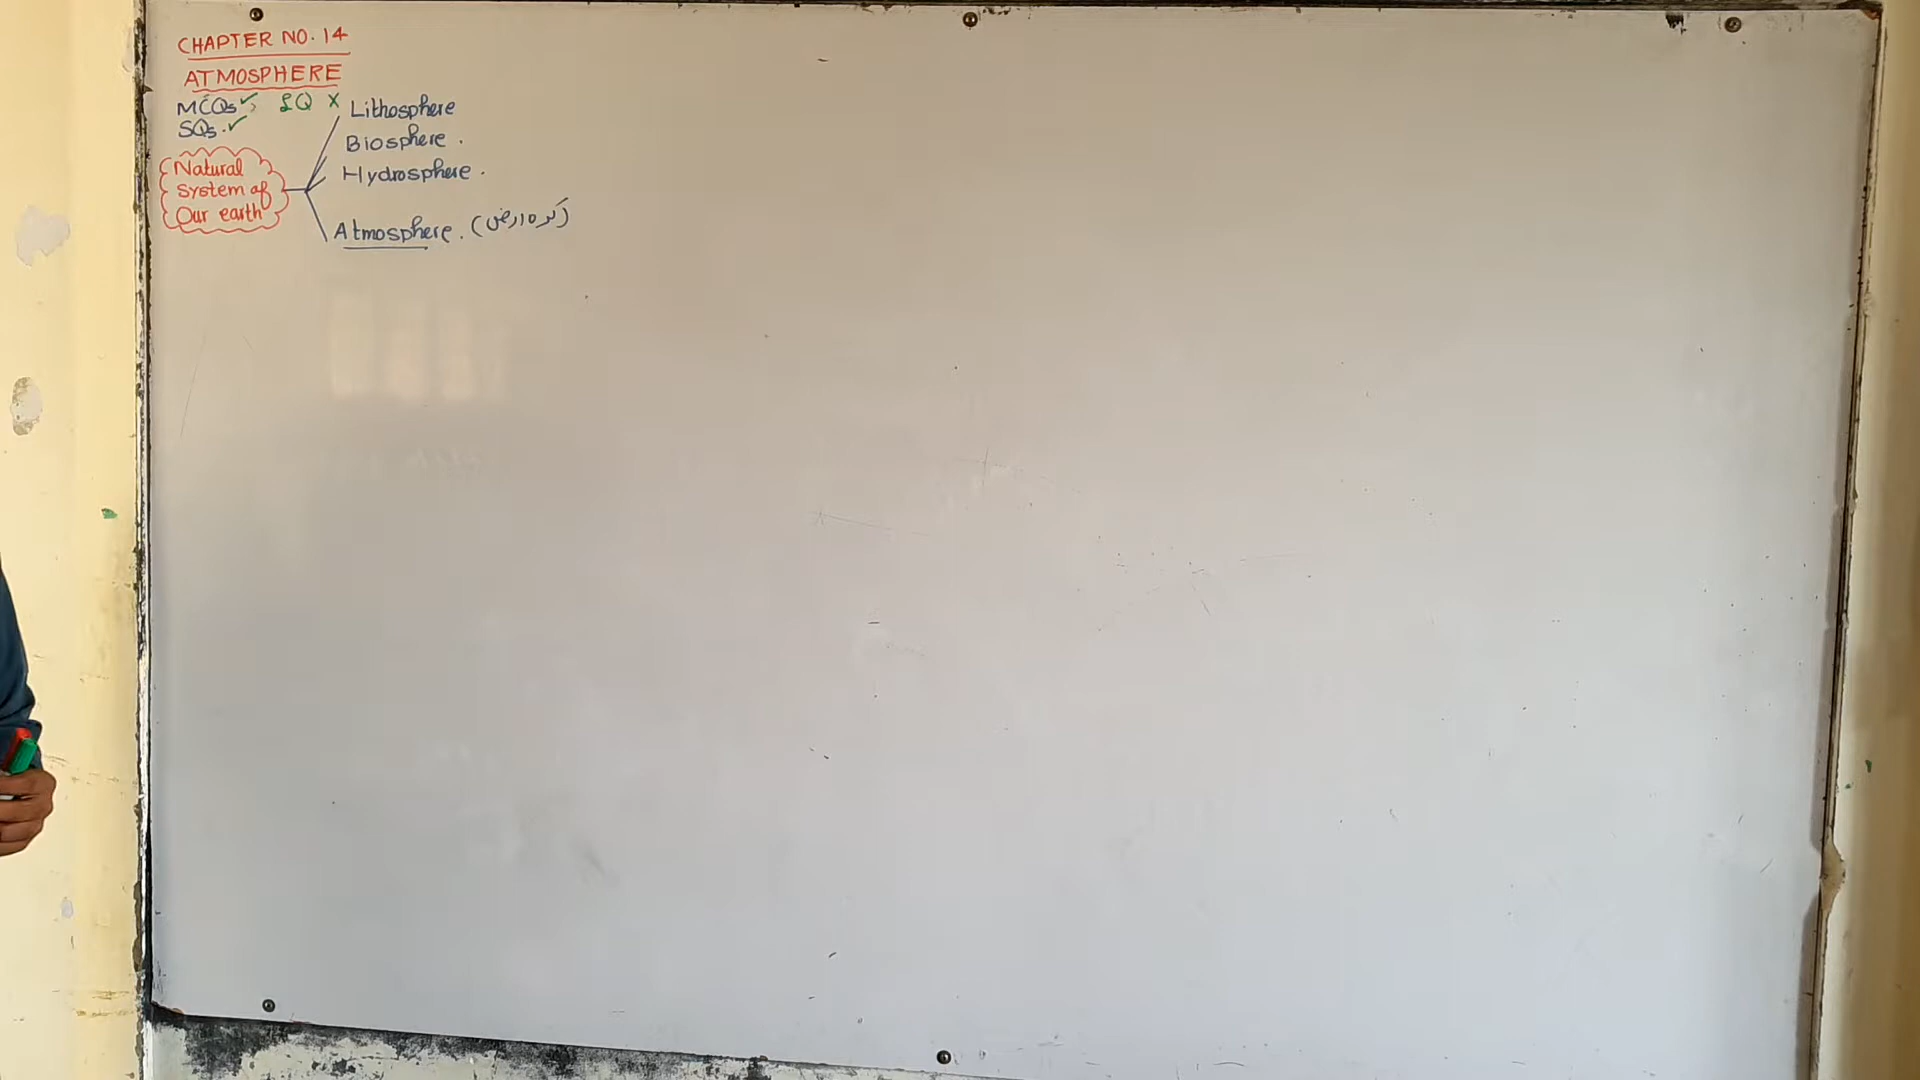 CHAPTER NO. 14
ATMOSPHERE
MCQs ✓, LQ X
SQs. ✓
Natural
System of
Our earth
Lithosphere
Biosphere.
Hydrosphere.
Atmosphere. (کرہ ارض)